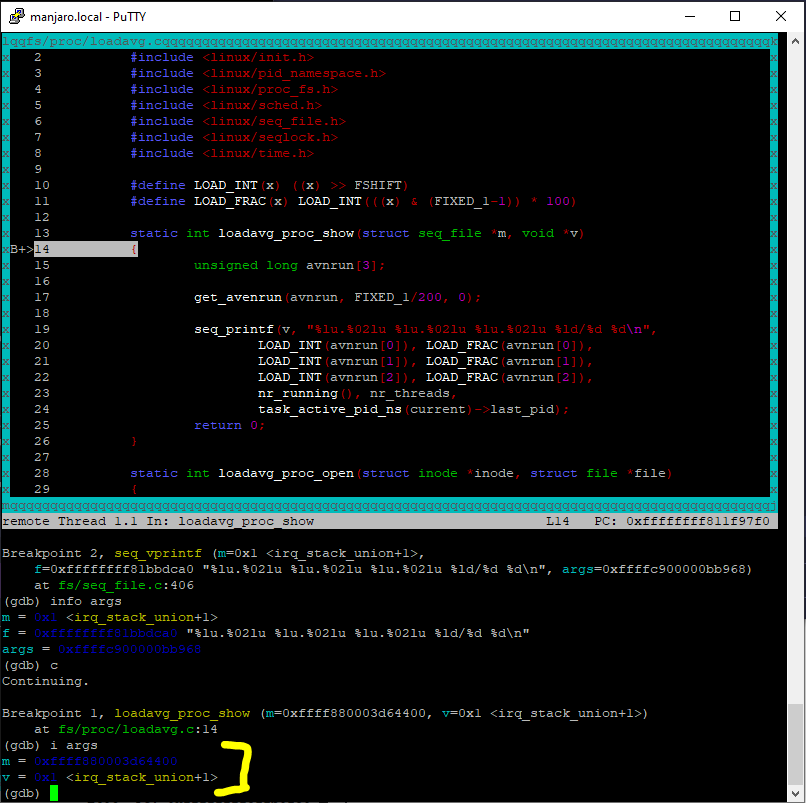 manjaro.local - PuTTY
lqqfs/proc/loadavg.cqqqqqqqqqqqqqqqqqqqqqqqqqqqqqqqqqqqqqqqqqqqqqqqqqqqqqqqqqqqqqqqqqqqqqqqqqqqqk
x   2           #include <linux/init.h> x
x   3           #include <linux/pid_namespace.h> x
x   4           #include <linux/proc_fs.h> x
x   5           #include <linux/sched.h> x
x   6           #include <linux/seq_file.h> x
x   7           #include <linux/seqlock.h> x
x   8           #include <linux/time.h> x
x   9 x
x   10          #define LOAD_INT(x) ((x) >> FSHIFT) x
x   11          #define LOAD_FRAC(x) LOAD_INT(((x) & (FIXED_1-1)) * 100) x
x   12 x
x   13          static int loadavg_proc_show(struct seq_file *m, void *v) x
xB+>14          { x
x   15                  unsigned long avnrun[3]; x
x   16 x
x   17                  get_avenrun(avnrun, FIXED_1/200, 0); x
x   18 x
x   19                  seq_printf(v, "%lu.%02lu %lu.%02lu %lu.%02lu %ld/%d %d\n", x
x   20                          LOAD_INT(avnrun[0]), LOAD_FRAC(avnrun[0]), x
x   21                          LOAD_INT(avnrun[1]), LOAD_FRAC(avnrun[1]), x
x   22                          LOAD_INT(avnrun[2]), LOAD_FRAC(avnrun[2]), x
x   23                          nr_running(), nr_threads, x
x   24                          task_active_pid_ns(current)->last_pid); x
x   25                  return 0; x
x   26          } x
x   27 x
x   28          static int loadavg_proc_open(struct inode *inode, struct file *file) x
x   29          { x
mqqqqqqqqqqqqqqqqqqqqqqqqqqqqqqqqqqqqqqqqqqqqqqqqqqqqqqqqqqqqqqqqqqqqqqqqqqqqqqqqqqqqqqqqqqqqqqqj
remote Thread 1.1 In: loadavg_proc_show L14 PC: 0xffffffff811f97f0
Breakpoint 2, seq_vprintf (m=0x1 <irq_stack_union+1>,
    f=0xffffffff81bbdca0 "%lu.%02lu %lu.%02lu %lu.%02lu %ld/%d %d\n", args=0xffffc900000bb968)
    at fs/seq_file.c:406
(gdb) info args
m = 0x1 <irq_stack_union+1>
f = 0xffffffff81bbdca0 "%lu.%02lu %lu.%02lu %lu.%02lu %ld/%d %d\n"
args = 0xffffc900000bb968
(gdb) c
Continuing.
Breakpoint 1, loadavg_proc_show (m=0xffff880003d64400, v=0x1 <irq_stack_union+1>)
    at fs/proc/loadavg.c:14
(gdb) i args
m = 0xffff880003d64400
v = 0x1 <irq_stack_union+1>
(gdb)